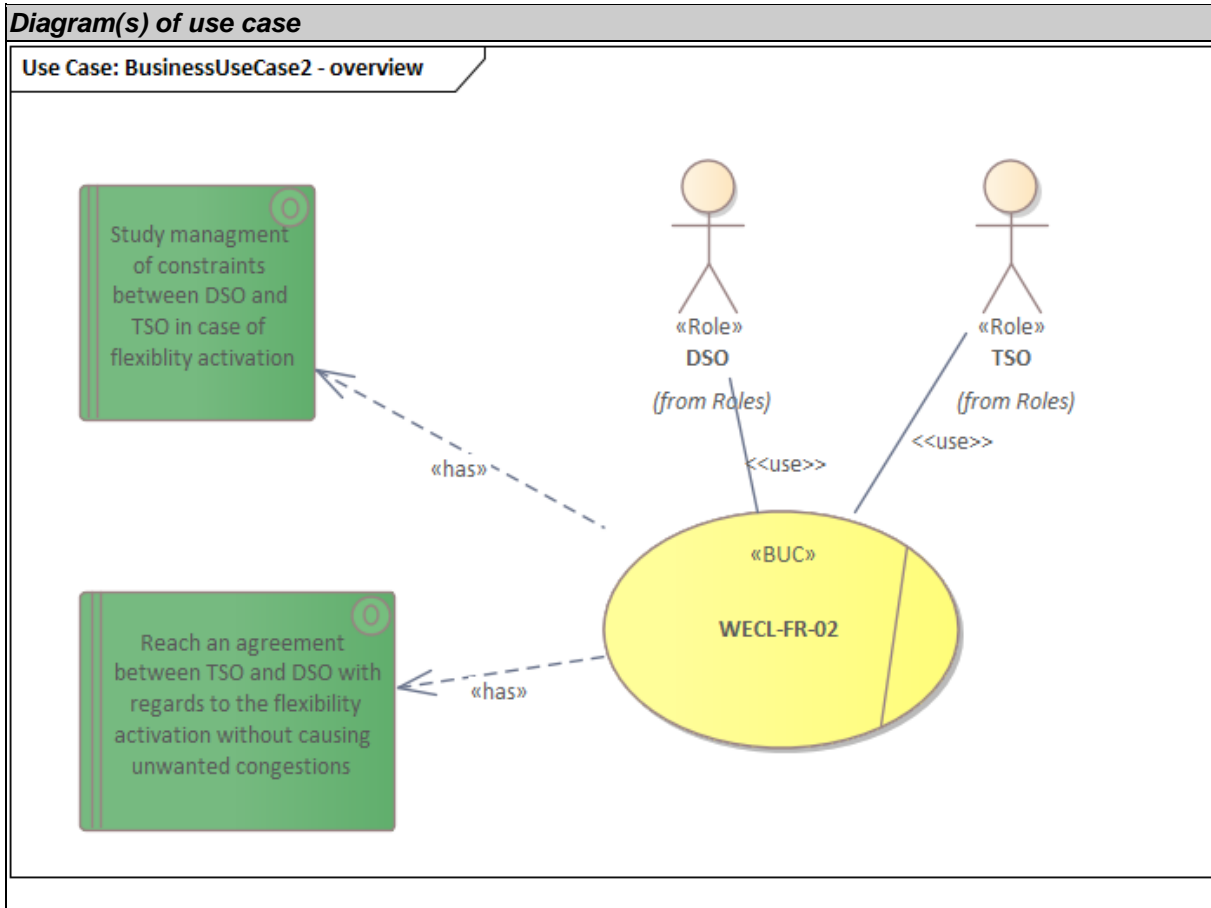 Diagram(s) of use case
Use Case: BusinessUseCase2 - overview
Study managment
of constraints
between DSO and
TSO in case of
flexiblity activation
«Role»
DSO
(from Roles)
«Role»
TSO
(from Roles)
«has»
<<use>>
<<use>>
«BUC»
WECL-FR-02
Reach an agreement
between TSO and DSO with
regards to the flexibility
activation without causing
unwanted congestions
«has»